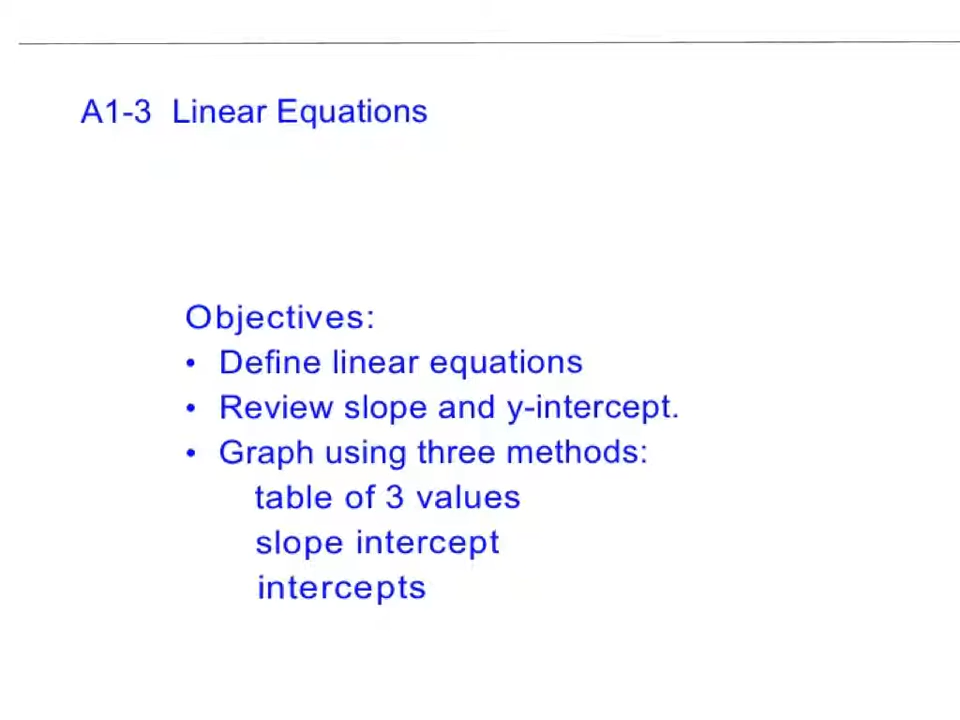 A1-3 Linear Equations
Objectives:
• Define linear equations
• Review slope and y-intercept.
• Graph using three methods:
table of 3 values
slope intercept
intercepts